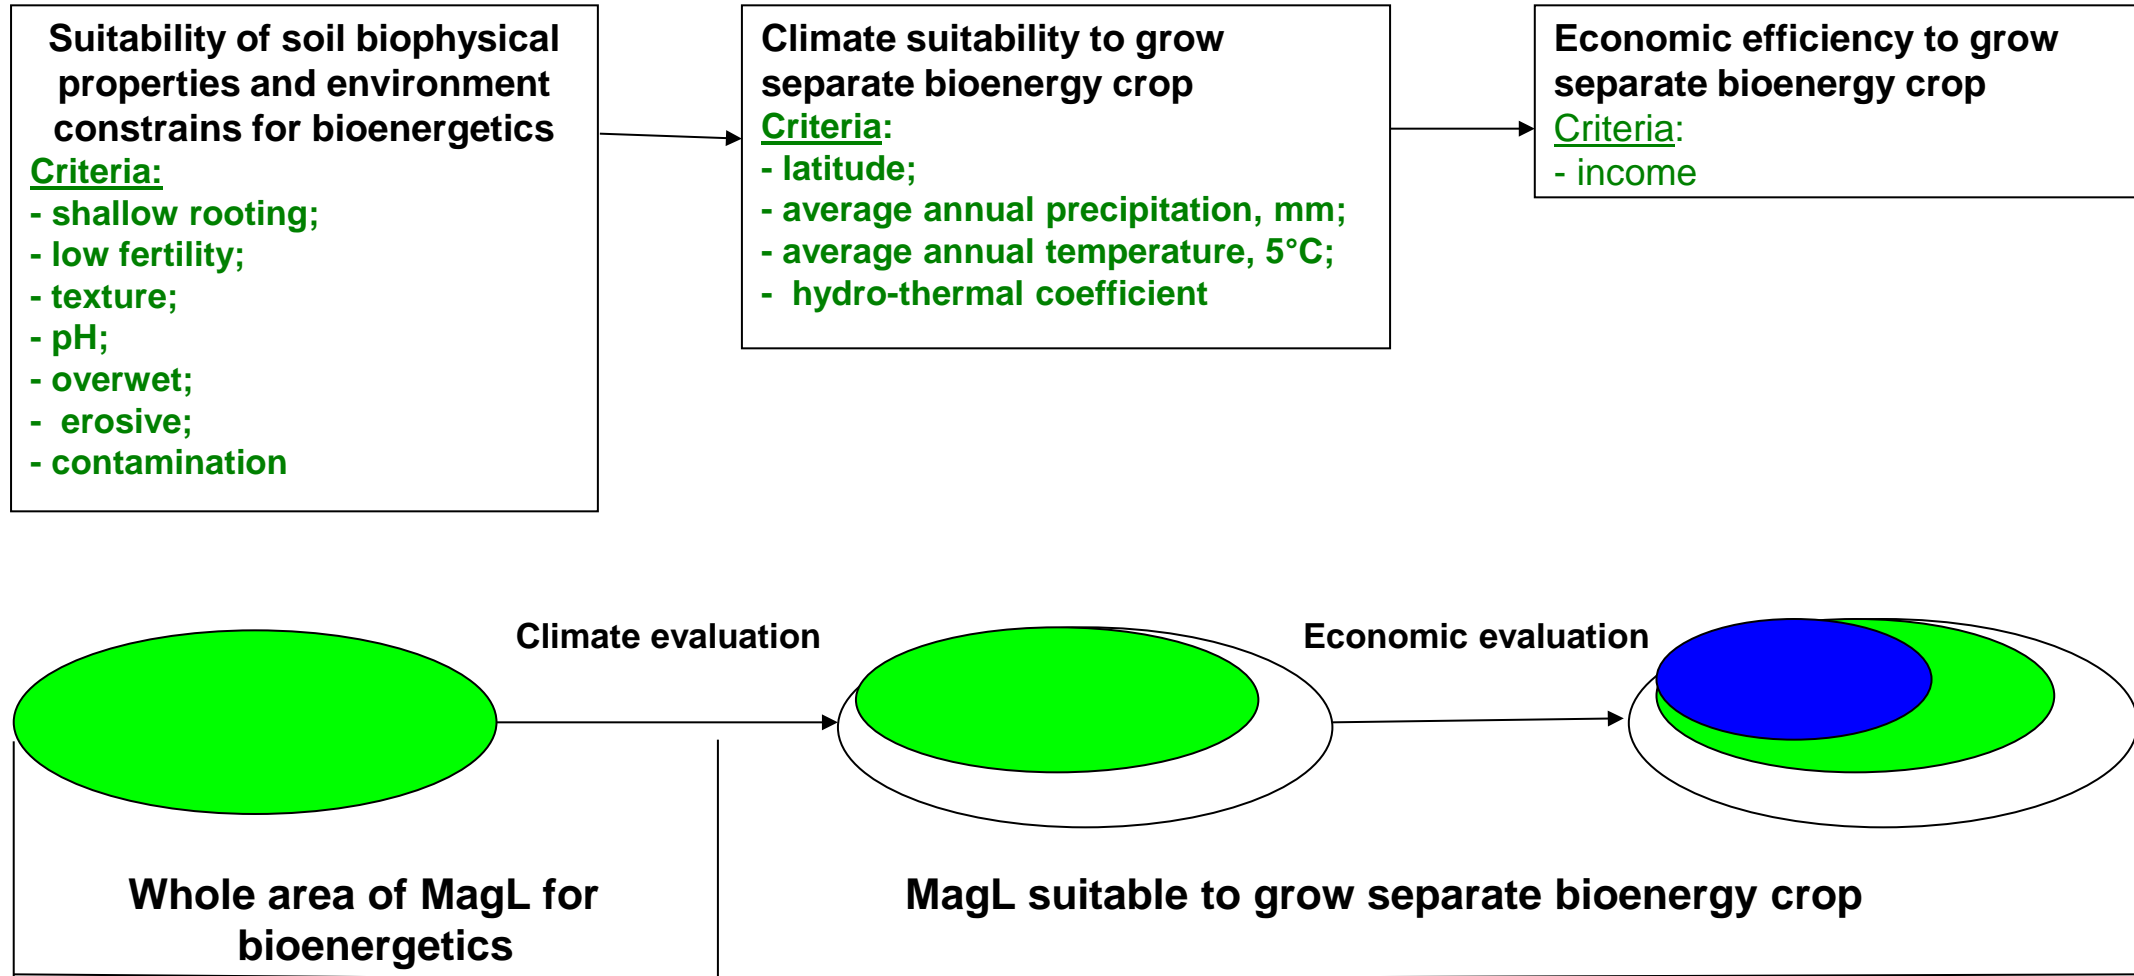 Suitability of soil biophysical
properties and environment
constrains for bioenergetics
Criteria:
- shallow rooting;
- low fertility;
- texture;
- pH;
- overwet;
- erosive;
- contamination
Climate suitability to grow
separate bioenergy crop
Criteria:
- latitude;
- average annual precipitation, mm;
- average annual temperature, 5°C;
- hydro-thermal coefficient
Economic efficiency to grow
separate bioenergy crop
Criteria:
- income
Climate evaluation
Economic evaluation
Whole area of MagL for
bioenergetics
MagL suitable to grow separate bioenergy crop